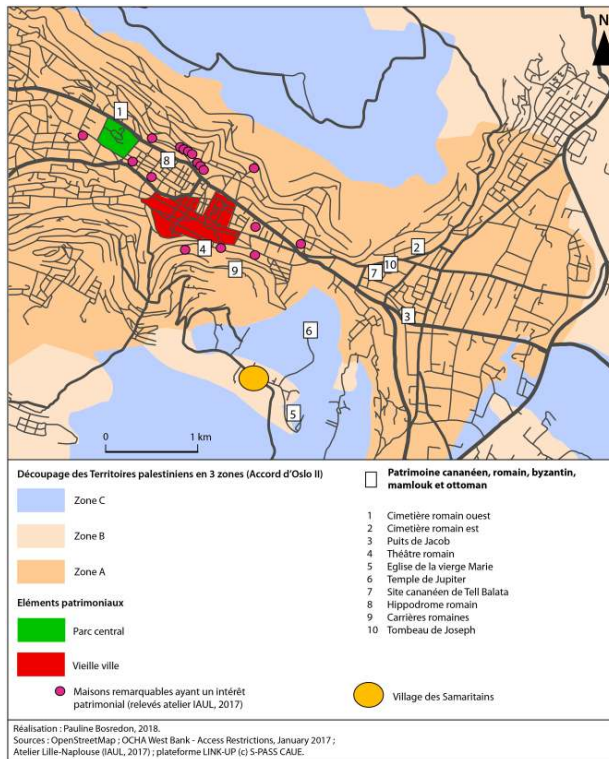 N
1
8
4
9
2
10
7
3
6
5
0
1 km
Découpage des Territoires palestiniens en 3 zones (Accord d'Oslo II)
Zone C
Zone B
Zone A
Eléments patrimoniaux
Parc central
Vieille ville
Maisons remarquables ayant un intérêt
patrimonial (relevés atelier IAUL, 2017)
Patrimoine cananéen, romain, byzantin,
mamlouk et ottoman
1 Cimetière romain ouest
2 Cimetière romain est
3 Puits de Jacob
4 Théâtre romain
5 Eglise de la vierge Marie
6 Temple de Jupiter
7 Site cananéen de Tell Balata
8 Hippodrome romain
9 Carrières romaines
10 Tombeau de Joseph
Village des Samaritains
Réalisation : Pauline Bosredon, 2018.
Sources : OpenStreetMap ; OCHA West Bank - Access Restrictions, January 2017 ;
Atelier Lille-Naplouse (IAUL, 2017) ; plateforme LINK-UP (c) S-PASS CAUE.